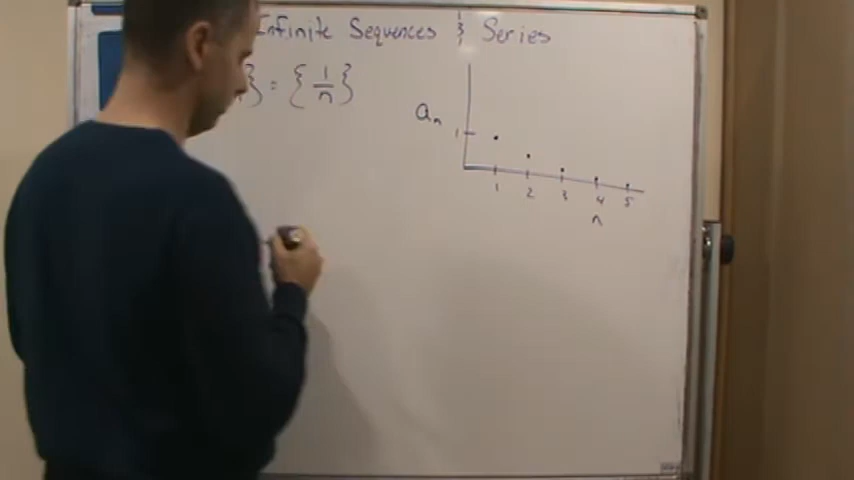 Infinite Sequences & Series
} = { 1/n }
aₙ
1
1 2 3 4 5
n